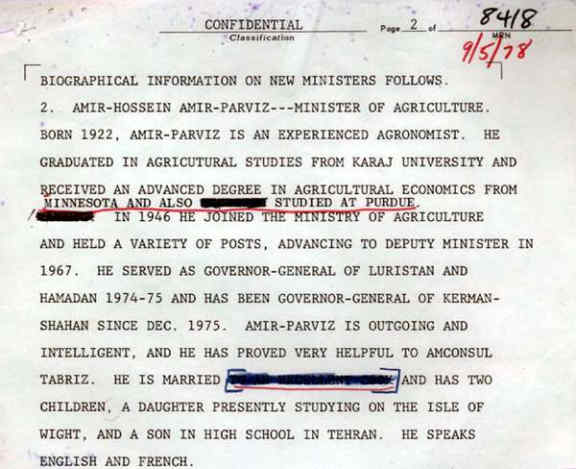 CONFIDENTIAL
Classification
Page 2 of
8418
MRN
9/5/78
BIOGRAPHICAL INFORMATION ON NEW MINISTERS FOLLOWS.
2. AMIR-HOSSEIN AMIR-PARVIZ---MINISTER OF AGRICULTURE.
BORN 1922, AMIR-PARVIZ IS AN EXPERIENCED AGRONOMIST. HE
GRADUATED IN AGRICUTURAL STUDIES FROM KARAJ UNIVERSITY AND
RECEIVED AN ADVANCED DEGREE IN AGRICULTURAL ECONOMICS FROM
MINNESOTA AND ALSO STUDIED AT PURDUE.
IN 1946 HE JOINED THE MINISTRY OF AGRICULTURE
AND HELD A VARIETY OF POSTS, ADVANCING TO DEPUTY MINISTER IN
1967. HE SERVED AS GOVERNOR-GENERAL OF LURISTAN AND
HAMADAN 1974-75 AND HAS BEEN GOVERNOR-GENERAL OF KERMAN-
SHAHAN SINCE DEC. 1975. AMIR-PARVIZ IS OUTGOING AND
INTELLIGENT, AND HE HAS PROVED VERY HELPFUL TO AMCONSUL
TABRIZ. HE IS MARRIED AND HAS TWO
CHILDREN, A DAUGHTER PRESENTLY STUDYING ON THE ISLE OF
WIGHT, AND A SON IN HIGH SCHOOL IN TEHRAN. HE SPEAKS
ENGLISH AND FRENCH.